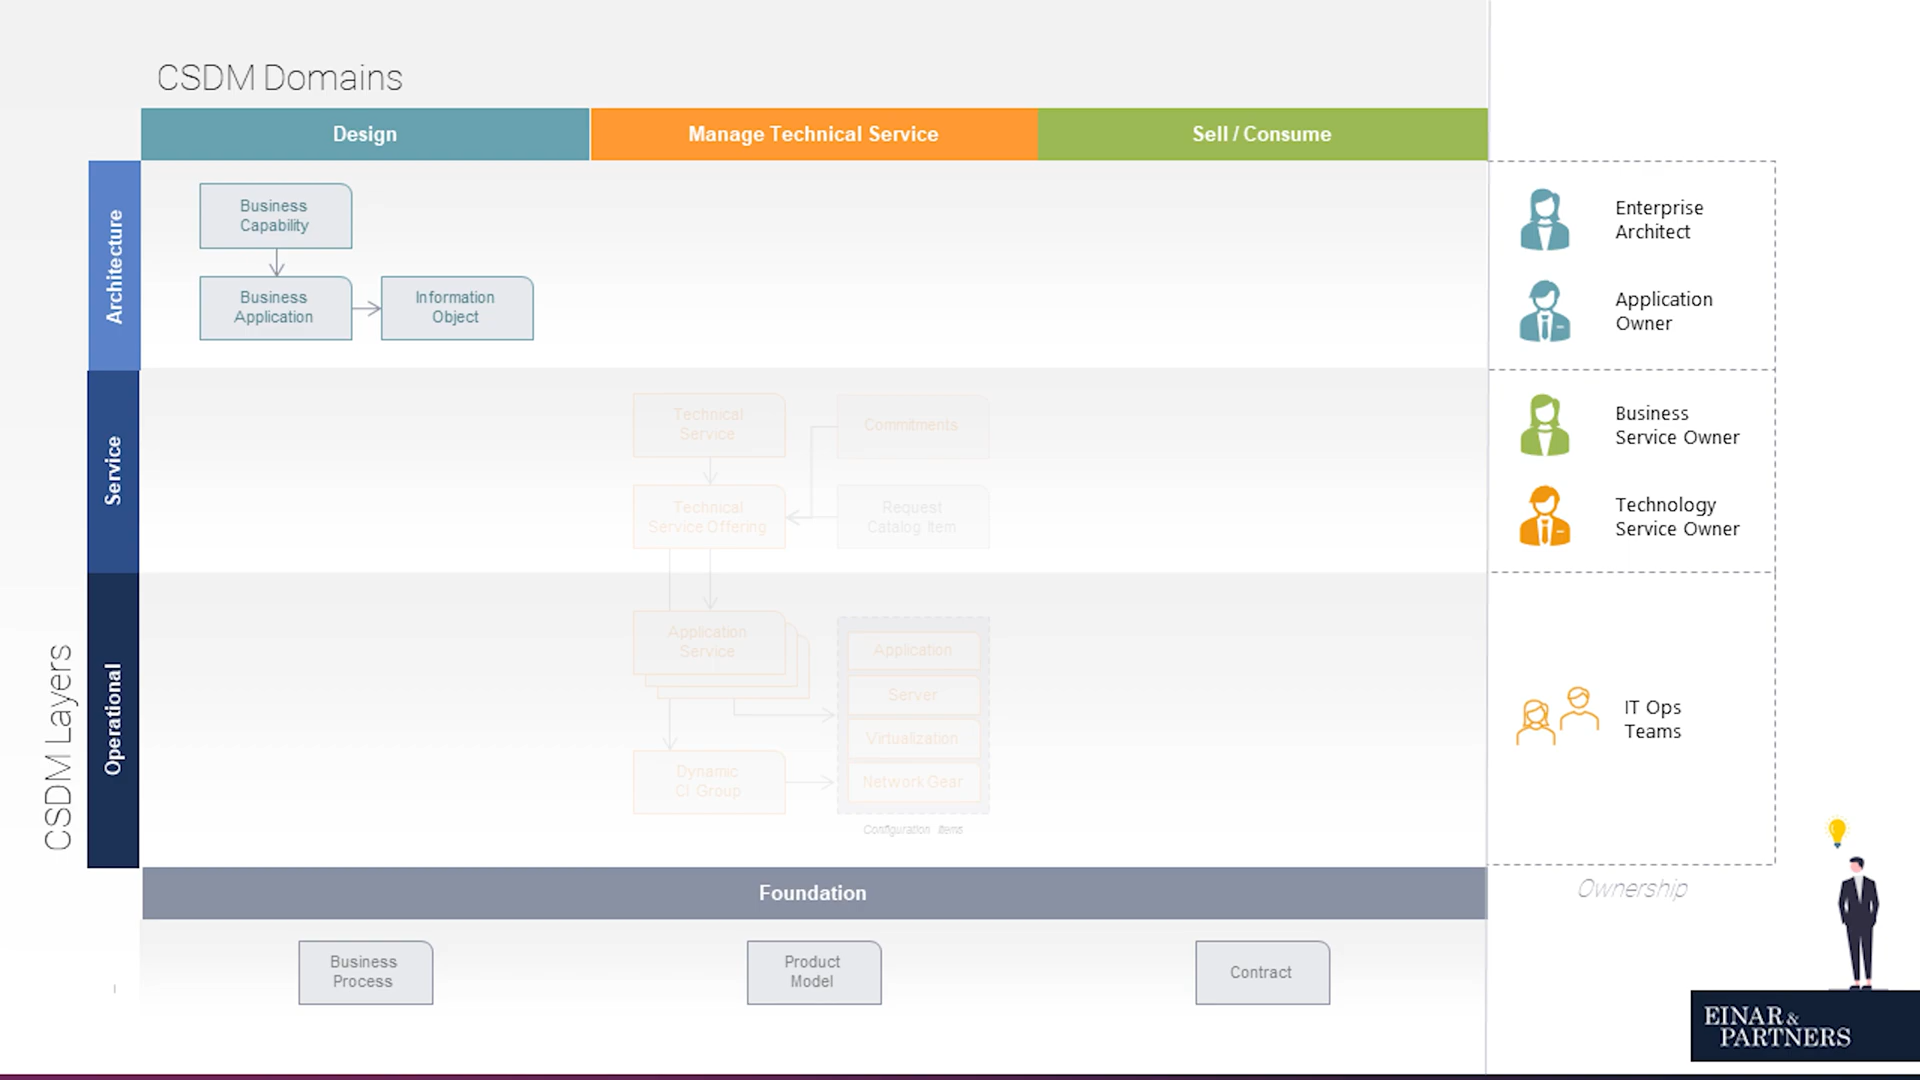 CSDM Domains
Design
Manage Technical Service
Sell / Consume
Architecture
Business
Capability
Business
Application
Information
Object
Enterprise
Architect
Application
Owner
Service
Technical
Service
Commitments
Technical
Service Offering
Request
Catalog Item
Business
Service Owner
Technology
Service Owner
CSDM Layers
Operational
Application
Service
Application
Server
Virtualization
Network Gear
Dynamic
CI Group
Configuration Items
IT Ops
Teams
Foundation
Ownership
Business
Process
Product
Model
Contract
EINAR &
PARTNERS